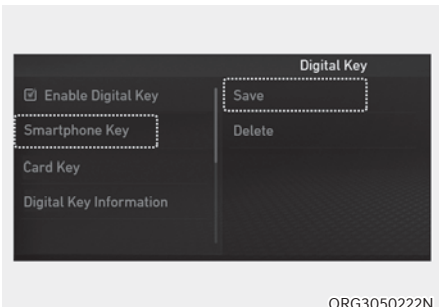 Digital Key
Enable Digital Key
Save
Smartphone Key
Delete
Card Key
Digital Key Information
ORG3050222N